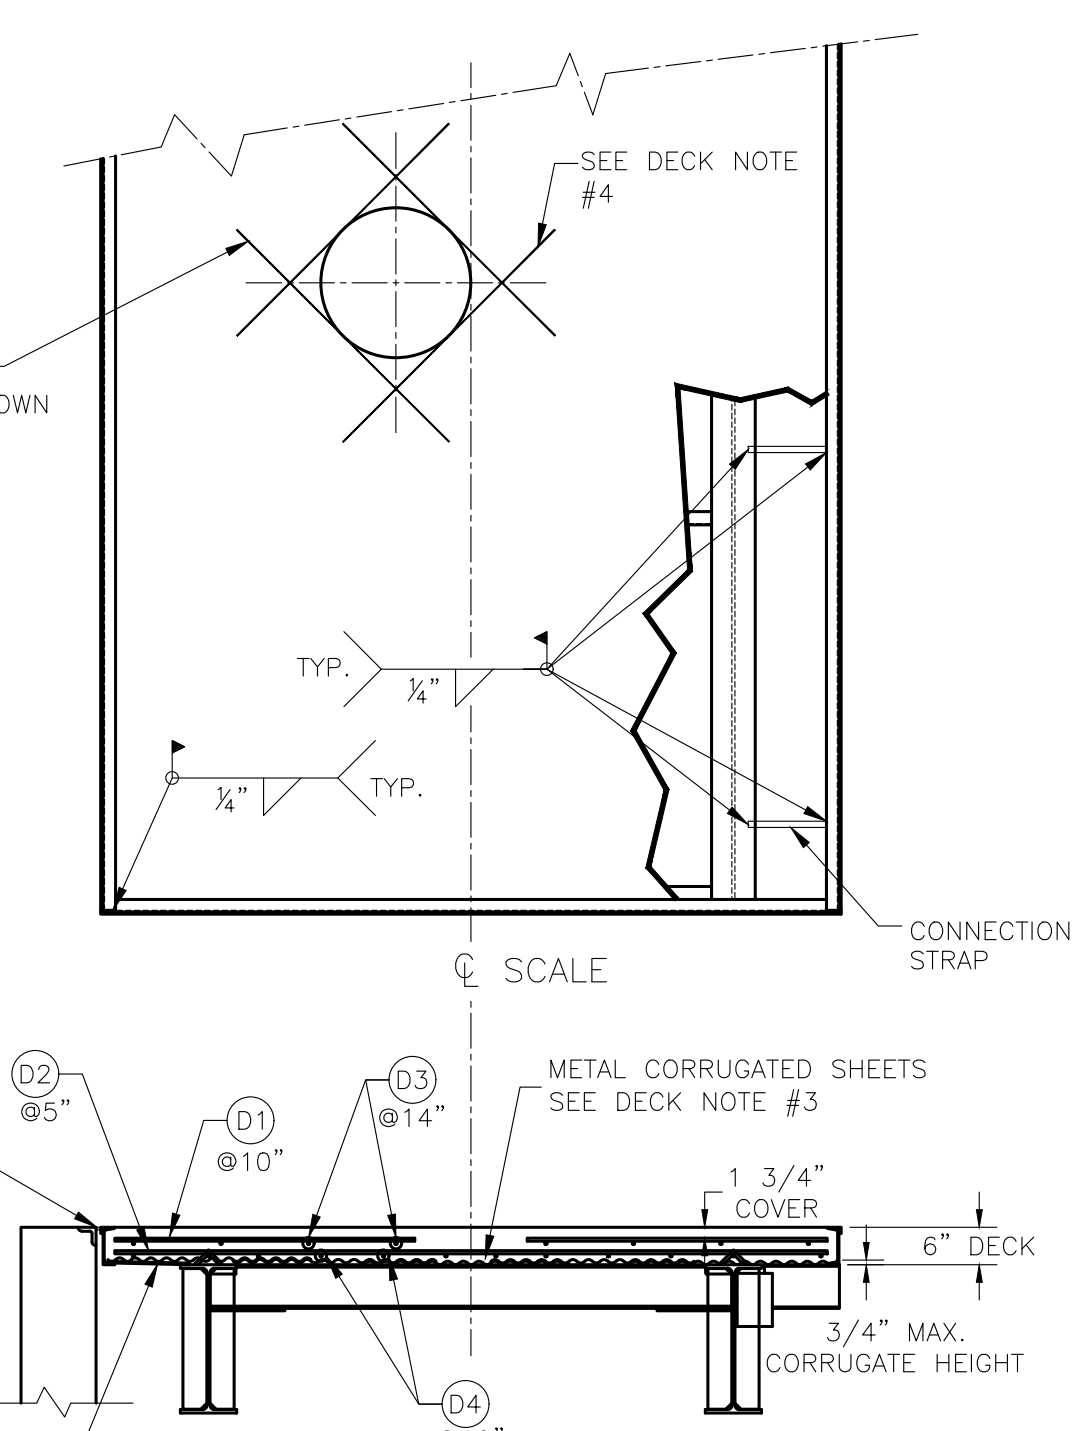 SEE DECK NOTE
#4
OWN
TYP.
1/4"
1/4"
TYP.
CONNECTION
STRAP
℄ SCALE
D2
@5"
D1
@10"
D3
@14"
METAL CORRUGATED SHEETS
SEE DECK NOTE #3
1 3/4"
COVER
6" DECK
3/4" MAX.
CORRUGATE HEIGHT
D4